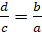 d/c = b/a